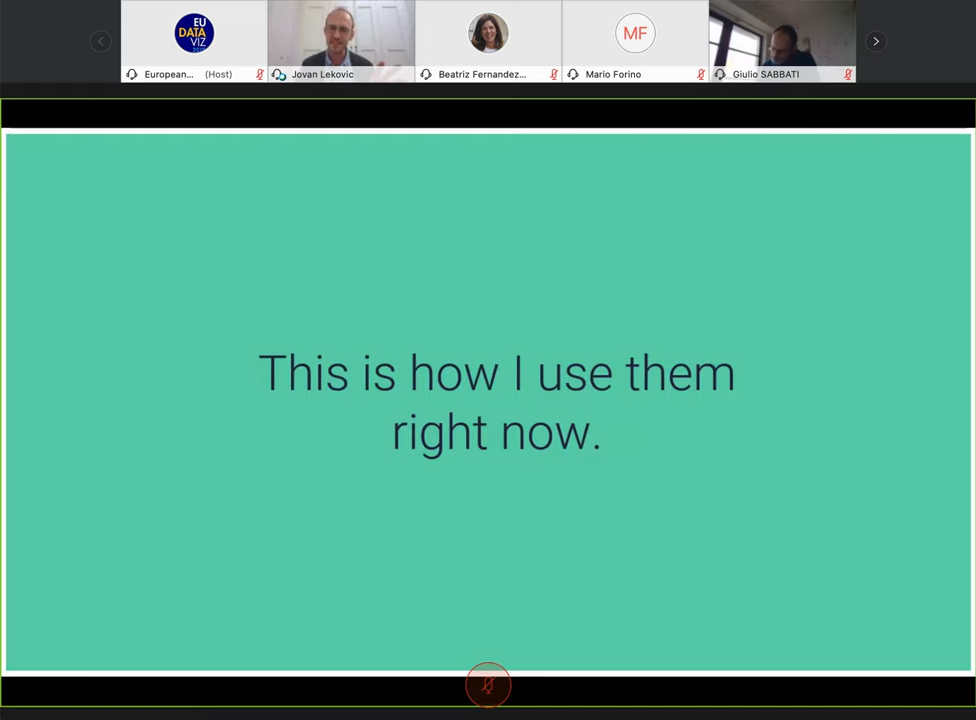 EU
DATA
VIZ
European... (Host)
Jovan Lekovic
Beatriz Fernandez...
MF
Mario Forino
Giulio SABBATI
This is how I use them
right now.